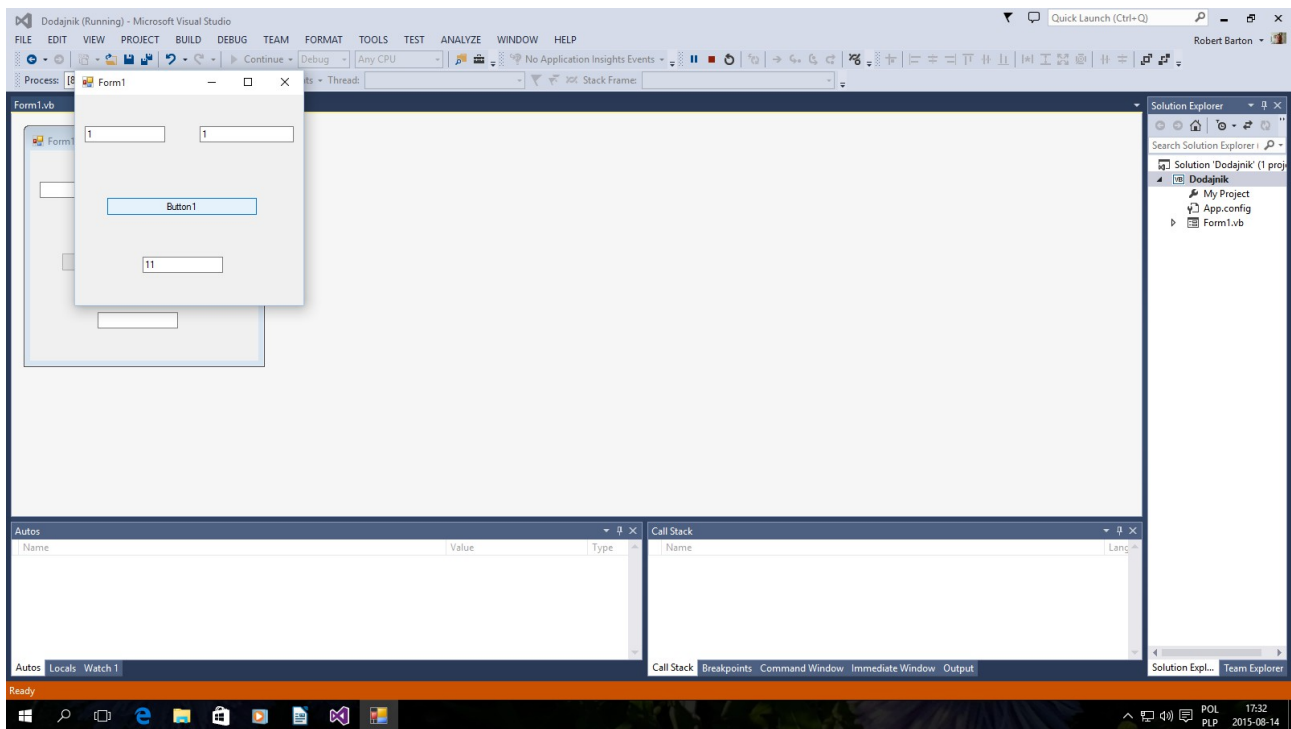 Dodajnik (Running) - Microsoft Visual Studio
Quick Launch (Ctrl+Q)
FILE EDIT VIEW PROJECT BUILD DEBUG TEAM FORMAT TOOLS TEST ANALYZE WINDOW HELP
Robert Barton
Continue Debug Any CPU No Application Insights Events
Process: [8 Form1 Thread: Stack Frame:
Form1.vb
Solution Explorer
Form1
1 1
Search Solution Explorer
Solution 'Dodajnik' (1 proj
VB Dodajnik
My Project
App.config
Form1.vb
Button1
11
Autos
Name Value Type
Call Stack
Name Lang
Autos Locals Watch 1
Call Stack Breakpoints Command Window Immediate Window Output
Solution Expl... Team Explorer
Ready
POL 17:32
PLP 2015-08-14